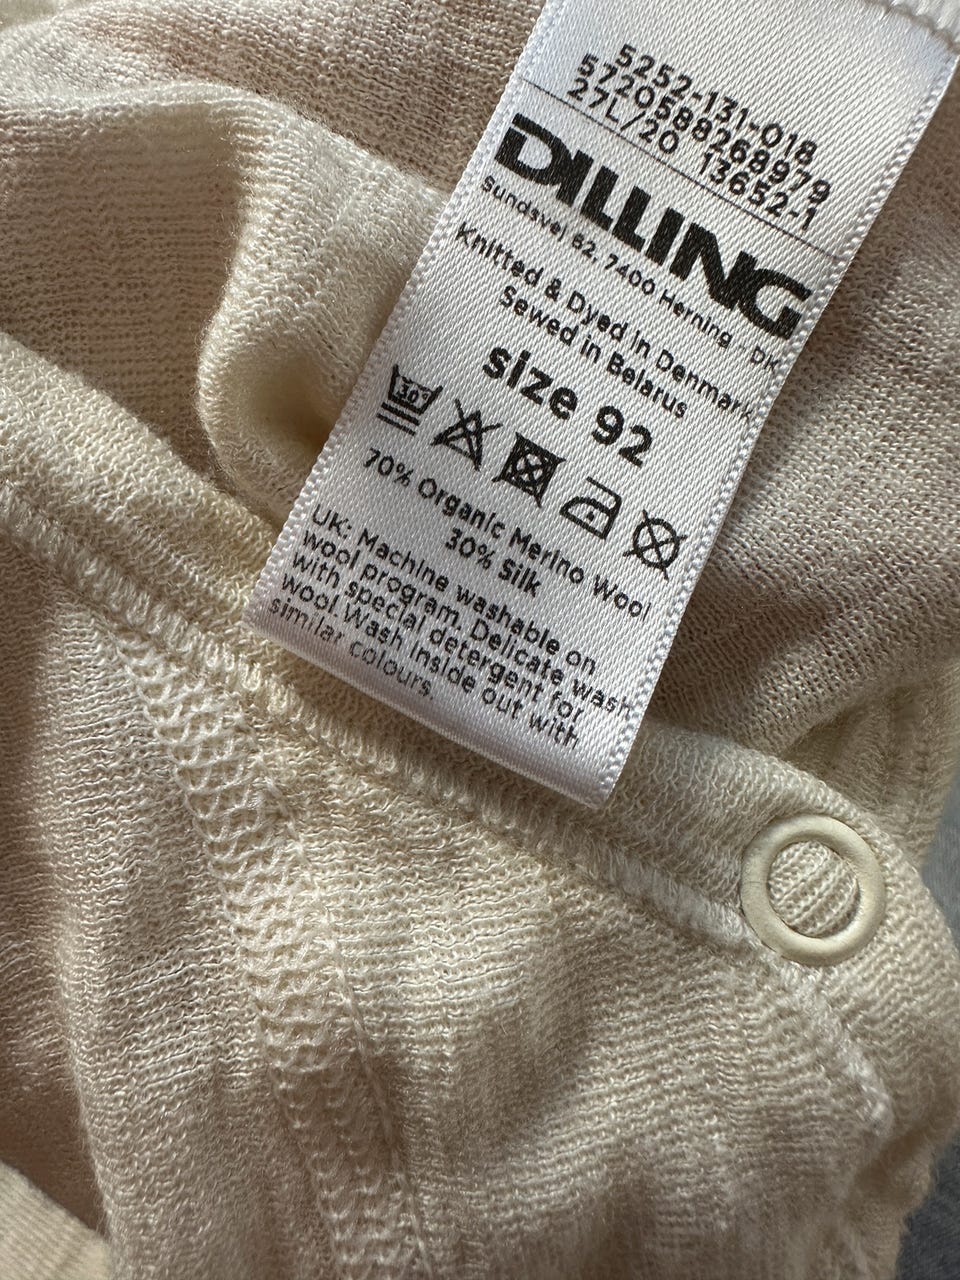 5252-131-018
5720588268979
27L/20 13652-1
DILLING
Sundsvej 62, 7400 Herning - DK
Knitted & Dyed in Denmark
Sewed in Belarus
size 92
30°
70% Organic Merino Wool
30% Silk
UK: Machine washable on
wool program. Delicate wash
with special detergent for
wool.Wash inside out with
similar colours.